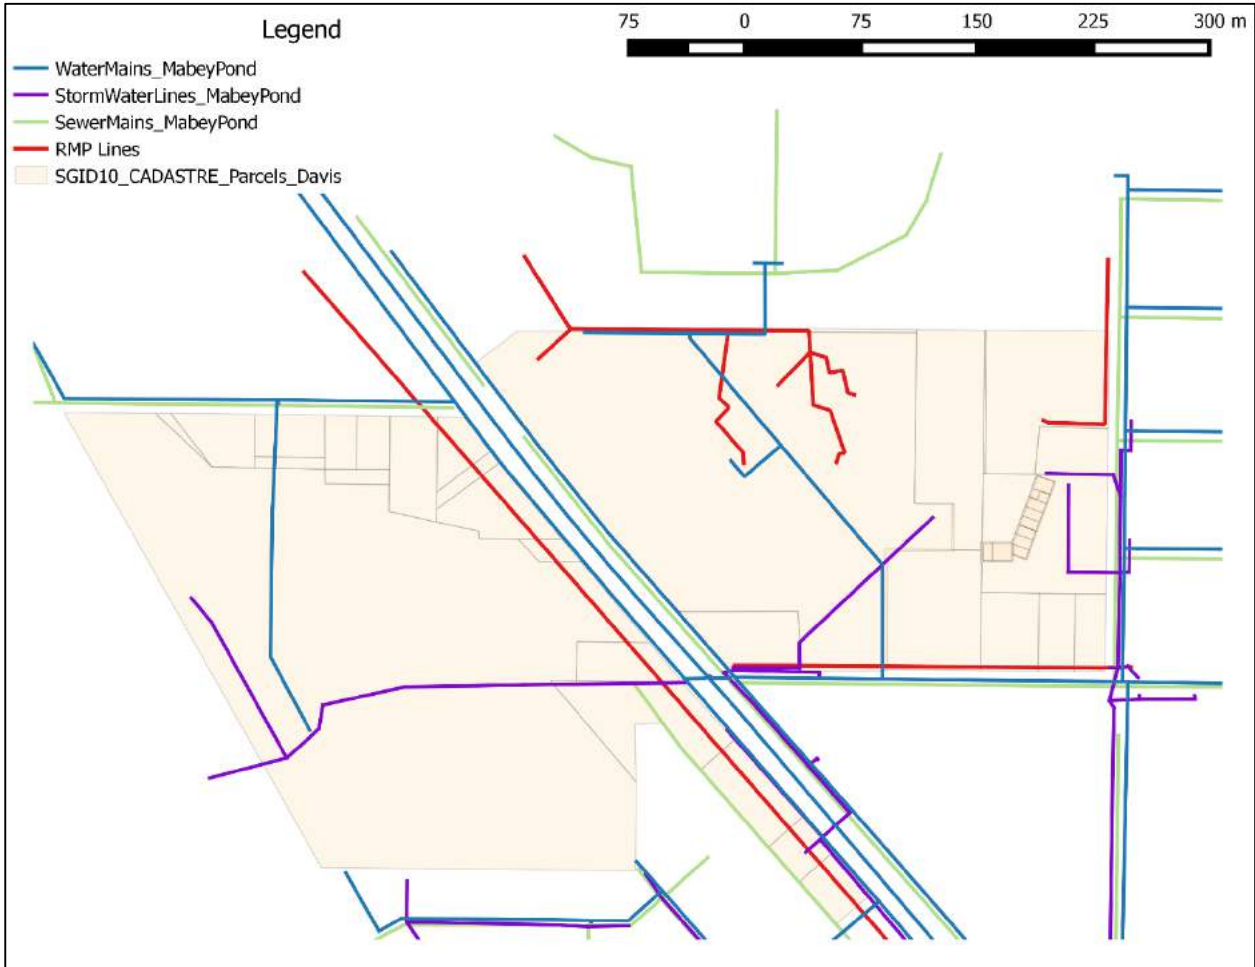 Legend
75 0 75 150 225 300 m
WaterMains_MabeyPond
StormWaterLines_MabeyPond
SewerMains_MabeyPond
RMP Lines
SGID10_CADASTRE_Parcels_Davis